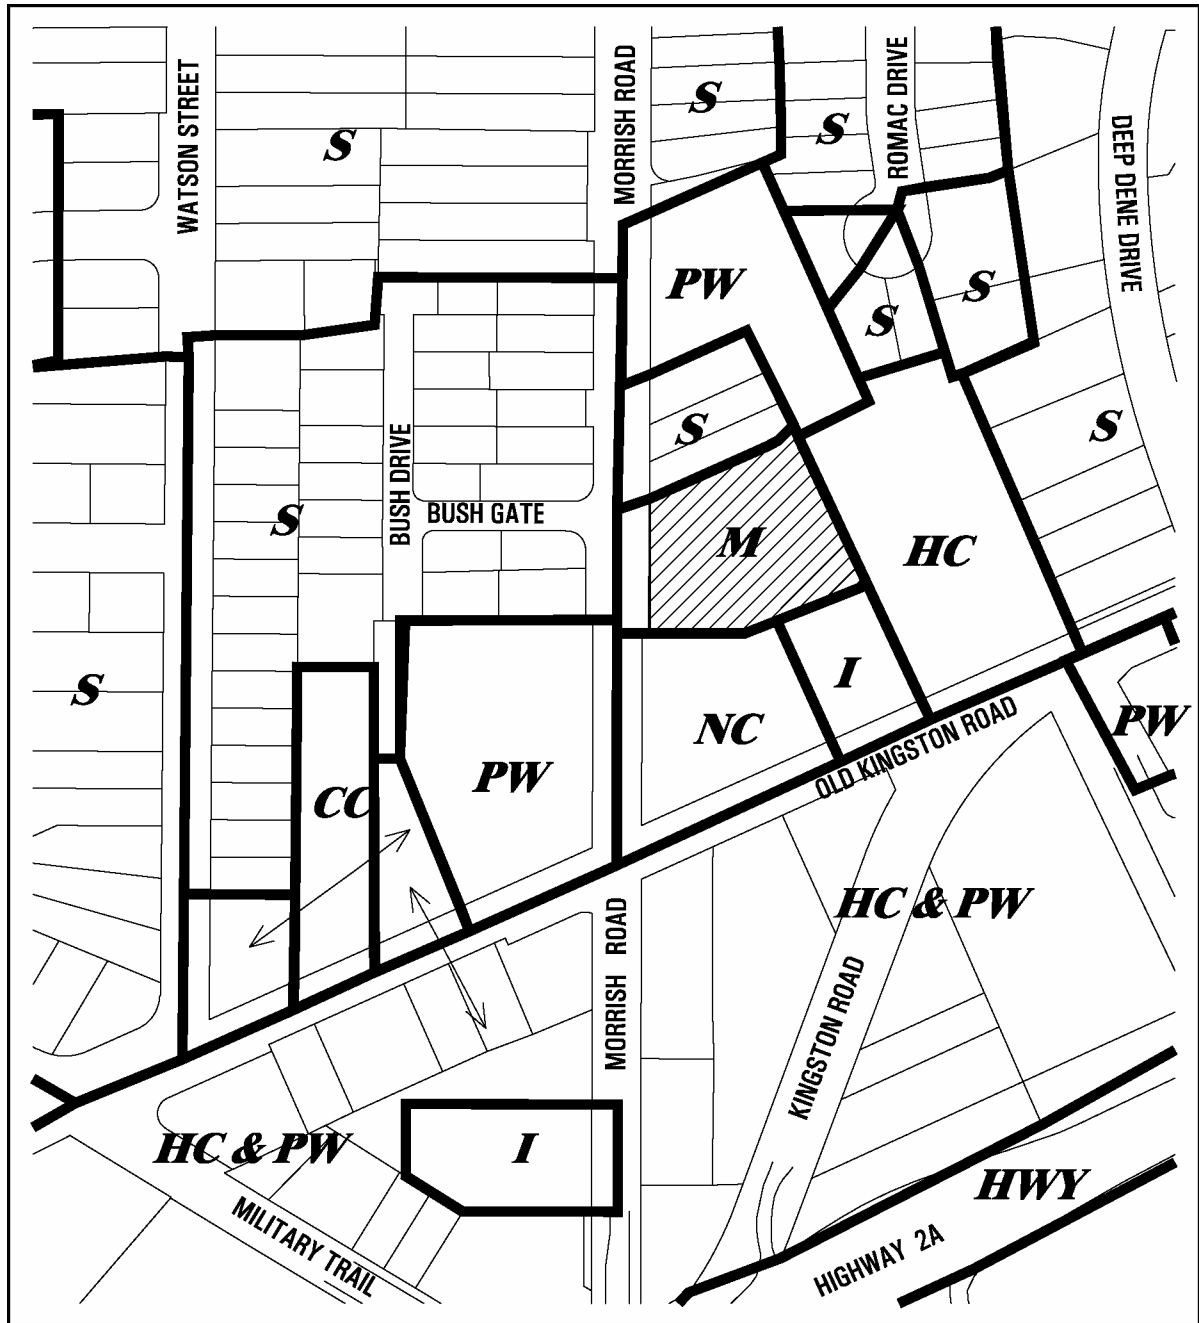 WATSON STREET
MORRISH ROAD
ROMAC DRIVE
DEEP DENE DRIVE
S
S
S
S
S
PW
S
S
S
S
BUSH DRIVE
BUSH GATE
M
HC
S
I
NC
PW
OLD KINGSTON ROAD
PW
CC
HC & PW
MORRISH ROAD
KINGSTON ROAD
HC & PW
I
HWY
MILITARY TRAIL
HIGHWAY 2A